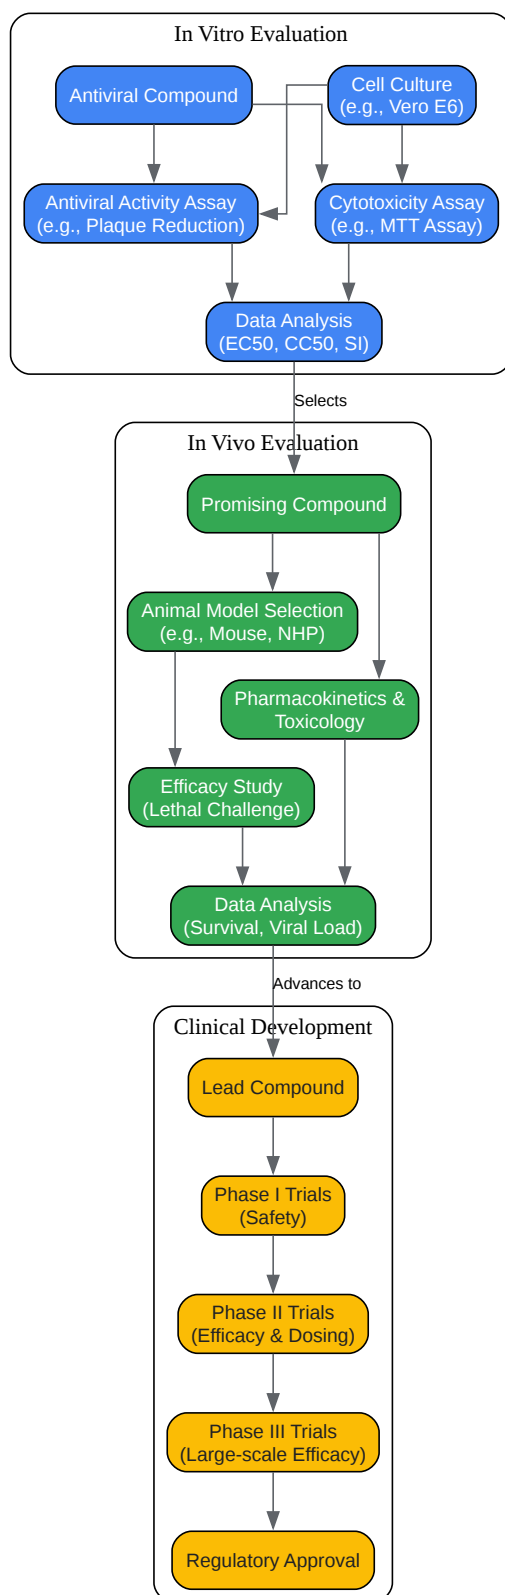 In Vitro Evaluation
Antiviral Compound
Cell Culture
(e.g., Vero E6)
Antiviral Activity Assay
(e.g., Plaque Reduction)
Cytotoxicity Assay
(e.g., MTT Assay)
Data Analysis
(EC50, CC50, SI)
Selects
In Vivo Evaluation
Promising Compound
Animal Model Selection
(e.g., Mouse, NHP)
Pharmacokinetics &
Toxicology
Efficacy Study
(Lethal Challenge)
Data Analysis
(Survival, Viral Load)
Advances to
Clinical Development
Lead Compound
Phase I Trials
(Safety)
Phase II Trials
(Efficacy & Dosing)
Phase III Trials
(Large-scale Efficacy)
Regulatory Approval